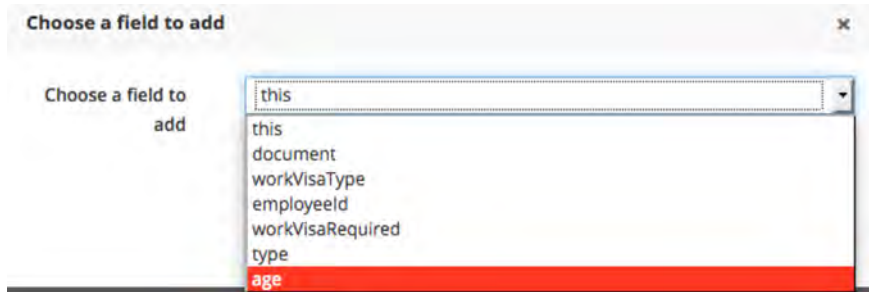 Choose a field to add
×
Choose a field to
add
this
this
document
workVisaType
employeeId
workVisaRequired
type
age